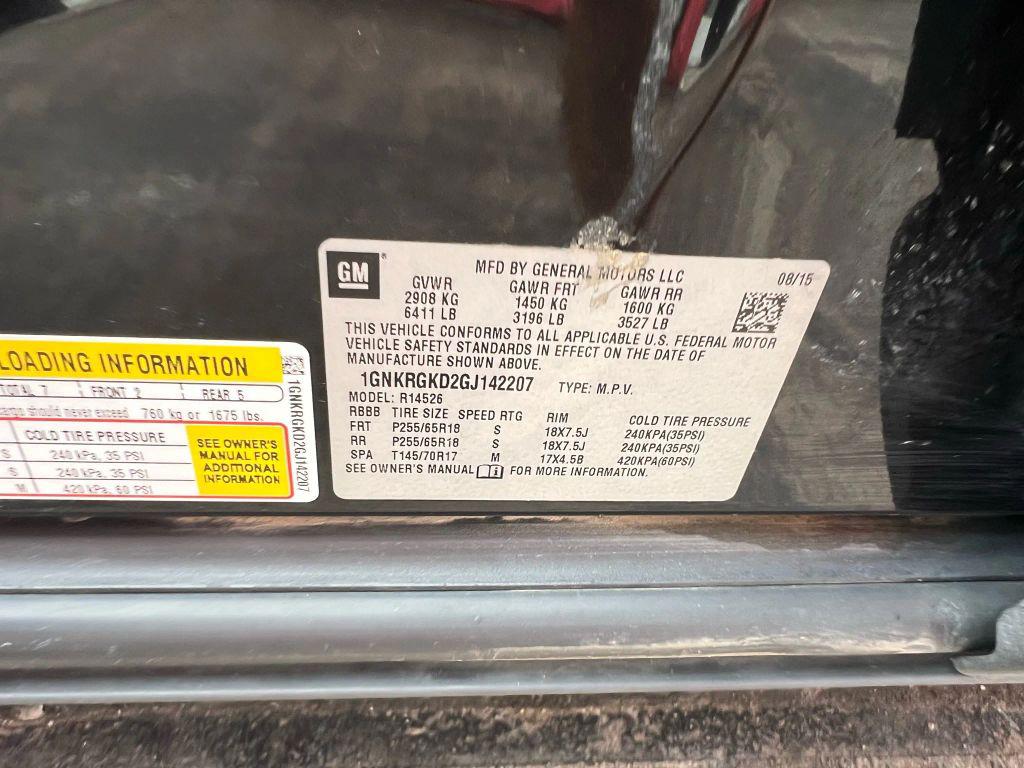 GM
MFD BY GENERAL MOTORS LLC 08/15
GVWR GAWR FRT GAWR RR
2908 KG 1450 KG 1600 KG
6411 LB 3196 LB 3527 LB
THIS VEHICLE CONFORMS TO ALL APPLICABLE U.S. FEDERAL MOTOR
VEHICLE SAFETY STANDARDS IN EFFECT ON THE DATE OF
MANUFACTURE SHOWN ABOVE.
1GNKRGKD2GJ142207 TYPE: M.P.V.
MODEL: R14526
RBBB TIRE SIZE SPEED RTG RIM COLD TIRE PRESSURE
FRT P255/65R18 S 18X7.5J 240KPA(35PSI)
RR P255/65R18 S 18X7.5J 240KPA(35PSI)
SPA T145/70R17 M 17X4.5B 420KPA(60PSI)
SEE OWNER'S MANUAL FOR MORE INFORMATION.
LOADING INFORMATION
TOTAL 7 FRONT 2 REAR 5
cargo should never exceed 760 kg or 1675 lbs.
COLD TIRE PRESSURE
S 240 kPa, 35 PSI
S 240 kPa, 35 PSI
M 420 kPa, 60 PSI
SEE OWNER'S
MANUAL FOR
ADDITIONAL
INFORMATION
1GNKRGKD2GJ142207